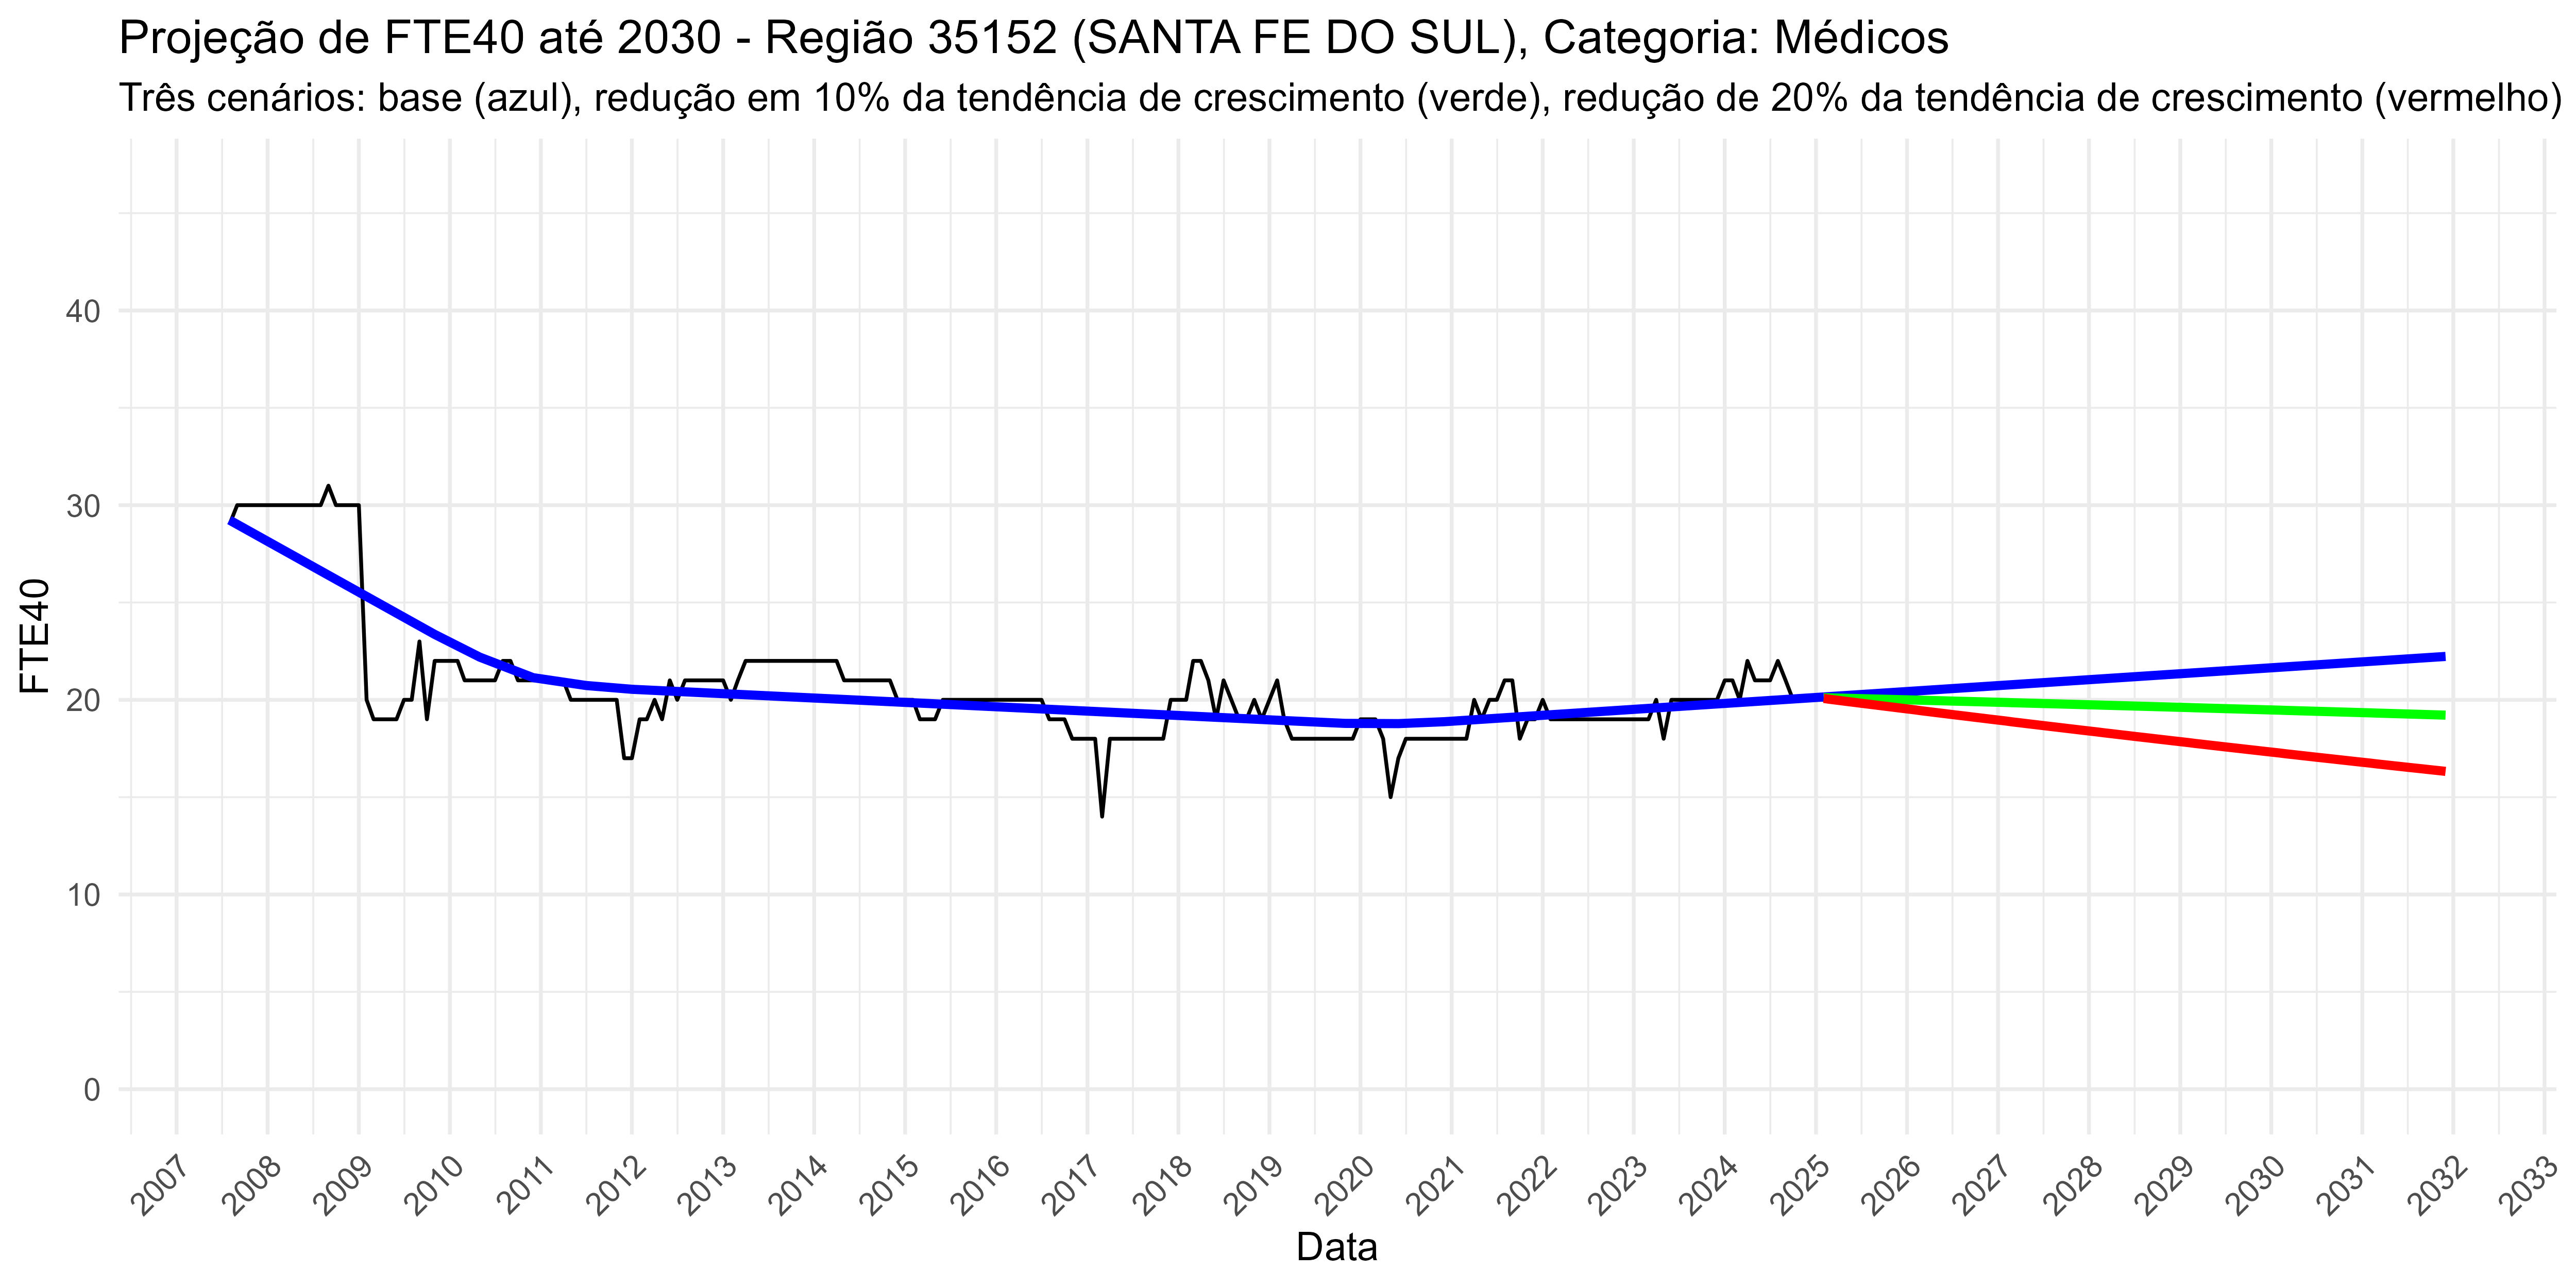 Projeção de FTE40 até 2030 - Região 35152 (SANTA FE DO SUL), Categoria: Médicos
Três cenários: base (azul), redução em 10% da tendência de crescimento (verde), redução de 20% da tendência de crescimento (vermelho)
FTE40
40
30
20
10
0
2007 2008 2009 2010 2011 2012 2013 2014 2015 2016 2017 2018 2019 2020 2021 2022 2023 2024 2025 2026 2027 2028 2029 2030 2031 2032 2033
Data